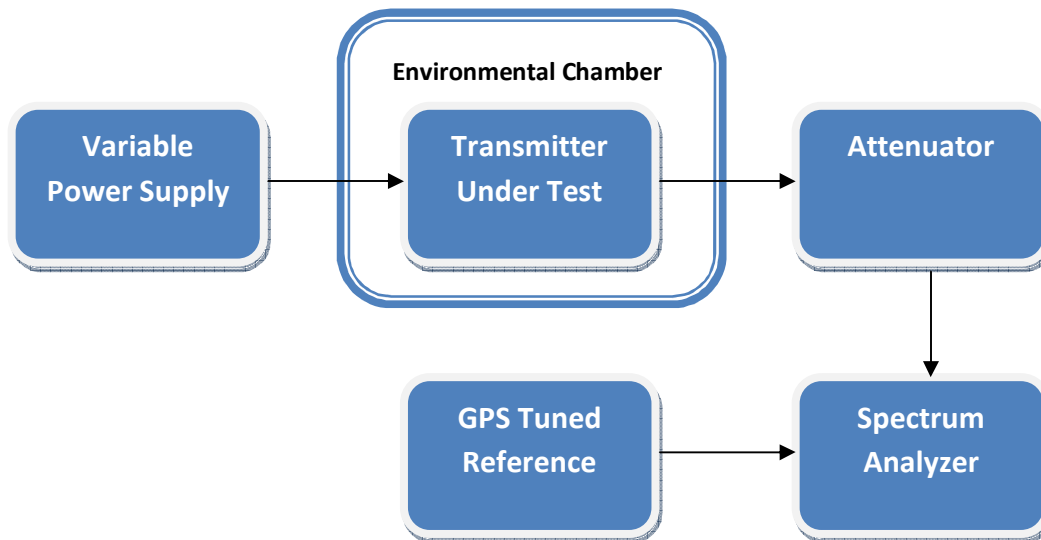 Environmental Chamber
Variable
Power Supply
Transmitter
Under Test
Attenuator
GPS Tuned
Reference
Spectrum
Analyzer